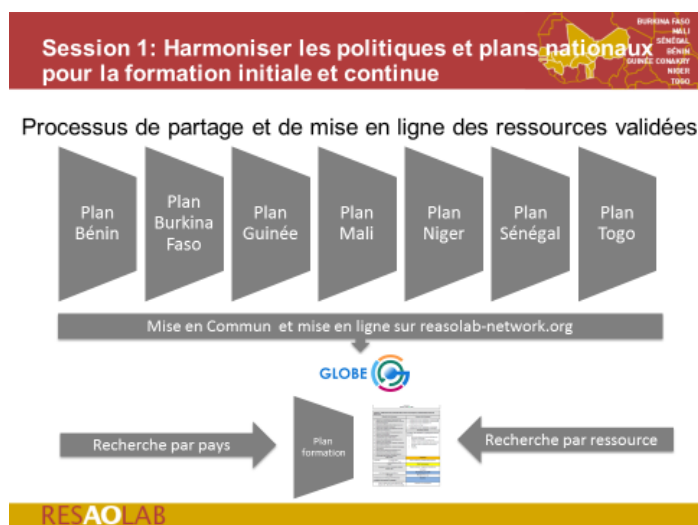 Session 1: Harmoniser les politiques et plans nationaux
pour la formation initiale et continue
BURKINA FASO
MALI
SÉNÉGAL
BÉNIN
GUINÉE CONAKRY
NIGER
TOGO
Processus de partage et de mise en ligne des ressources validées
Plan
Bénin
Plan
Burkina
Faso
Plan
Guinée
Plan
Mali
Plan
Niger
Plan
Sénégal
Plan
Togo
Mise en Commun et mise en ligne sur reasolab-network.org
GLOBE
Recherche par pays
Plan
formation
Recherche par ressource
RESAOLAB